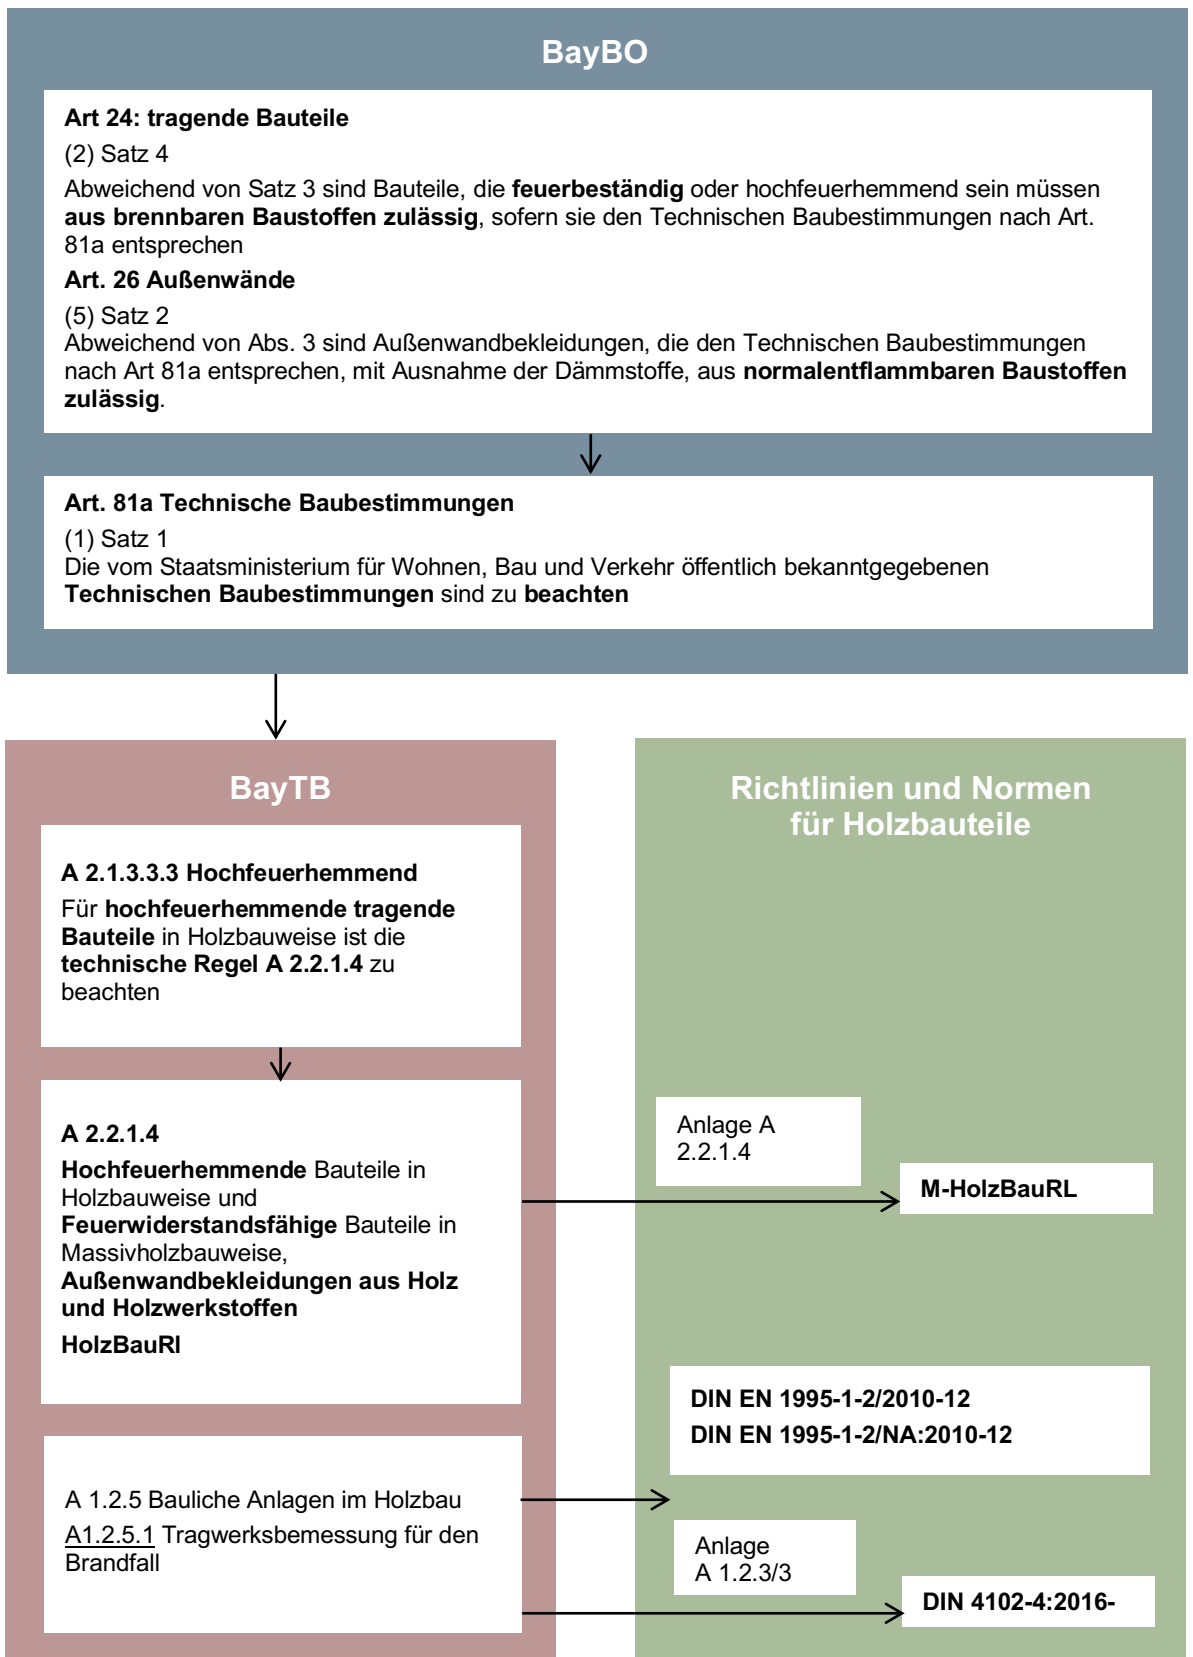 BayBO
Art 24: tragende Bauteile
(2) Satz 4
Abweichend von Satz 3 sind Bauteile, die feuerbeständig oder hochfeuerhemmend sein müssen
aus brennbaren Baustoffen zulässig, sofern sie den Technischen Baubestimmungen nach Art.
81a entsprechen
Art. 26 Außenwände
(5) Satz 2
Abweichend von Abs. 3 sind Außenwandbekleidungen, die den Technischen Baubestimmungen
nach Art 81a entsprechen, mit Ausnahme der Dämmstoffe, aus normalentflammbaren Baustoffen
zulässig.
Art. 81a Technische Baubestimmungen
(1) Satz 1
Die vom Staatsministerium für Wohnen, Bau und Verkehr öffentlich bekanntgegebenen
Technischen Baubestimmungen sind zu beachten
BayTB
A 2.1.3.3.3 Hochfeuerhemmend
Für hochfeuerhemmende tragende
Bauteile in Holzbauweise ist die
technische Regel A 2.2.1.4 zu
beachten
A 2.2.1.4
Hochfeuerhemmende Bauteile in
Holzbauweise und
Feuerwiderstandsfähige Bauteile in
Massivholzbauweise,
Außenwandbekleidungen aus Holz
und Holzwerkstoffen
HolzBauRl
A 1.2.5 Bauliche Anlagen im Holzbau
A1.2.5.1 Tragwerksbemessung für den
Brandfall
Richtlinien und Normen
für Holzbauteile
Anlage A
2.2.1.4
M-HolzBauRL
DIN EN 1995-1-2/2010-12
DIN EN 1995-1-2/NA:2010-12
Anlage
A 1.2.3/3
DIN 4102-4:2016-